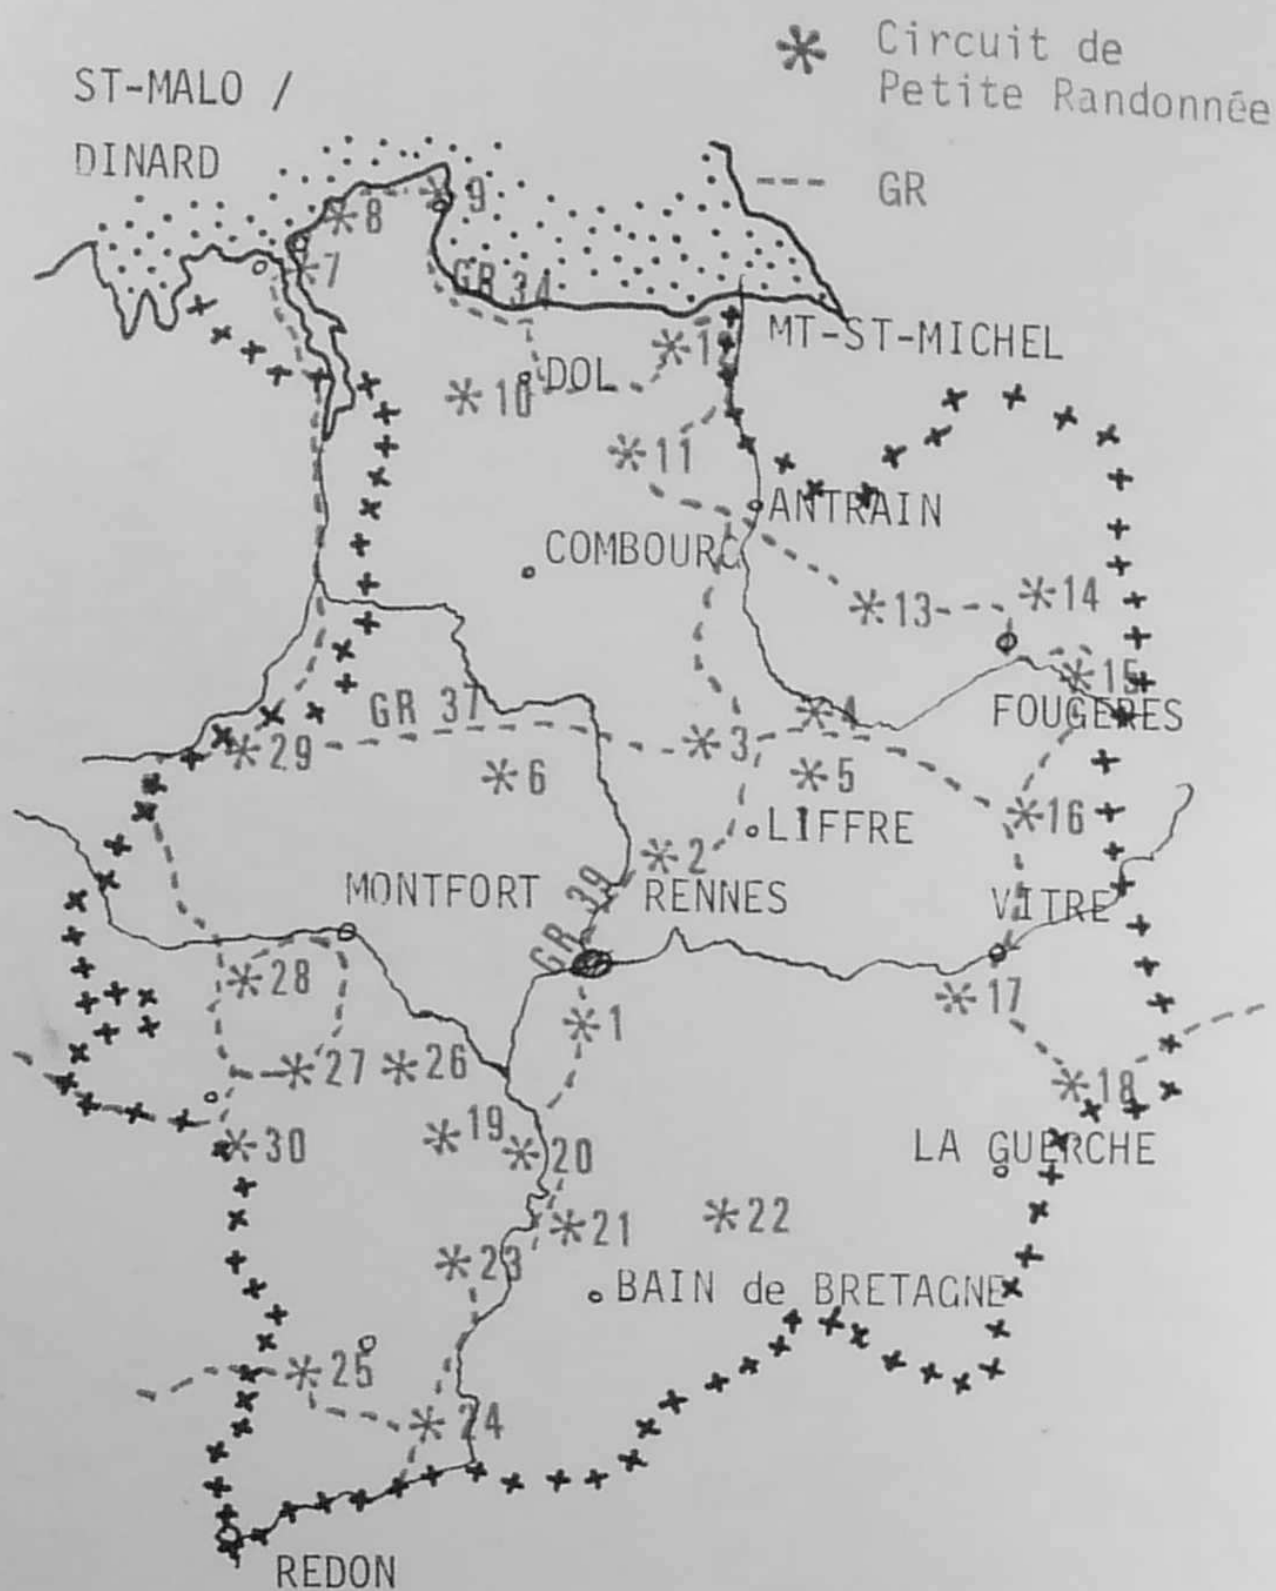 Circuit de
Petite Randonnée
ST-MALO /
DINARD
GR
9
8
7
GR 34
12
MT-ST-MICHEL
DOL
10
11
ANTRAIN
COMBOURG
13
14
15
GR 37
4
FOUGERES
3
29
6
5
16
LIFFRE
2
MONTFORT
GR 39
RENNES
VITRE
28
17
1
27
26
18
19
20
30
LA GUERCHE
21
22
23
BAIN de BRETAGNE
25
24
REDON